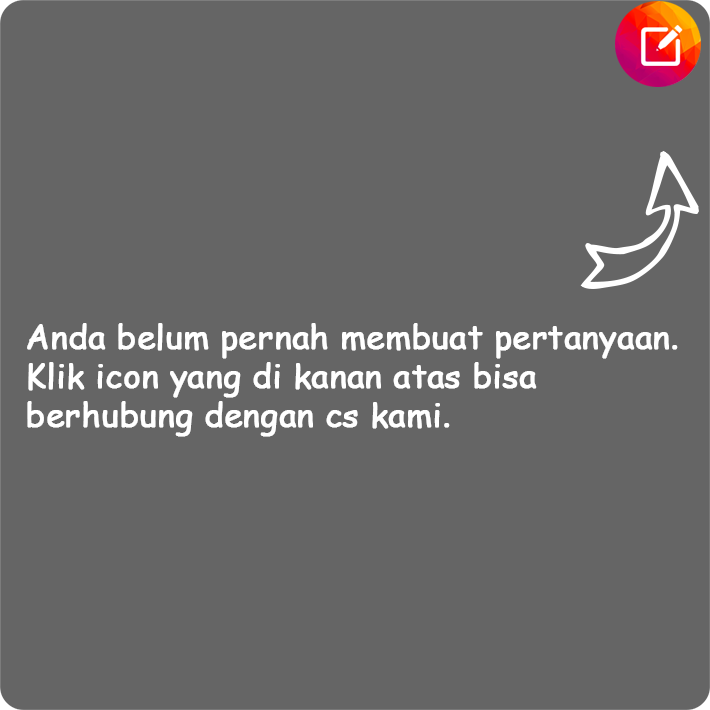 Anda belum pernah membuat pertanyaan.
Klik icon yang di kanan atas bisa
berhubung dengan cs kami.